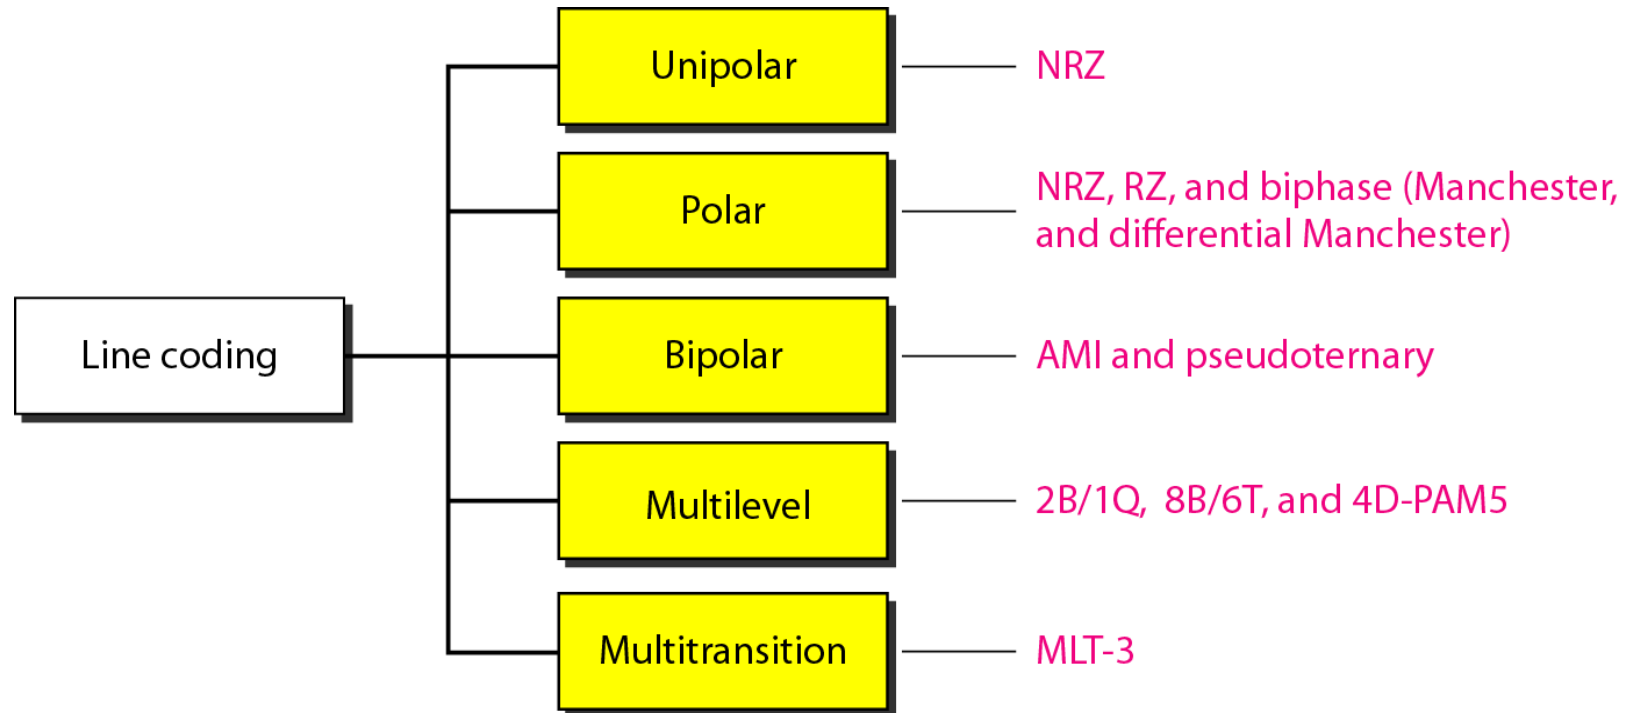 Unipolar
NRZ
Polar
NRZ, RZ, and biphase (Manchester,
and differential Manchester)
Line coding
Bipolar
AMI and pseudoternary
Multilevel
2B/1Q,  8B/6T, and 4D-PAM5
Multitransition
MLT-3